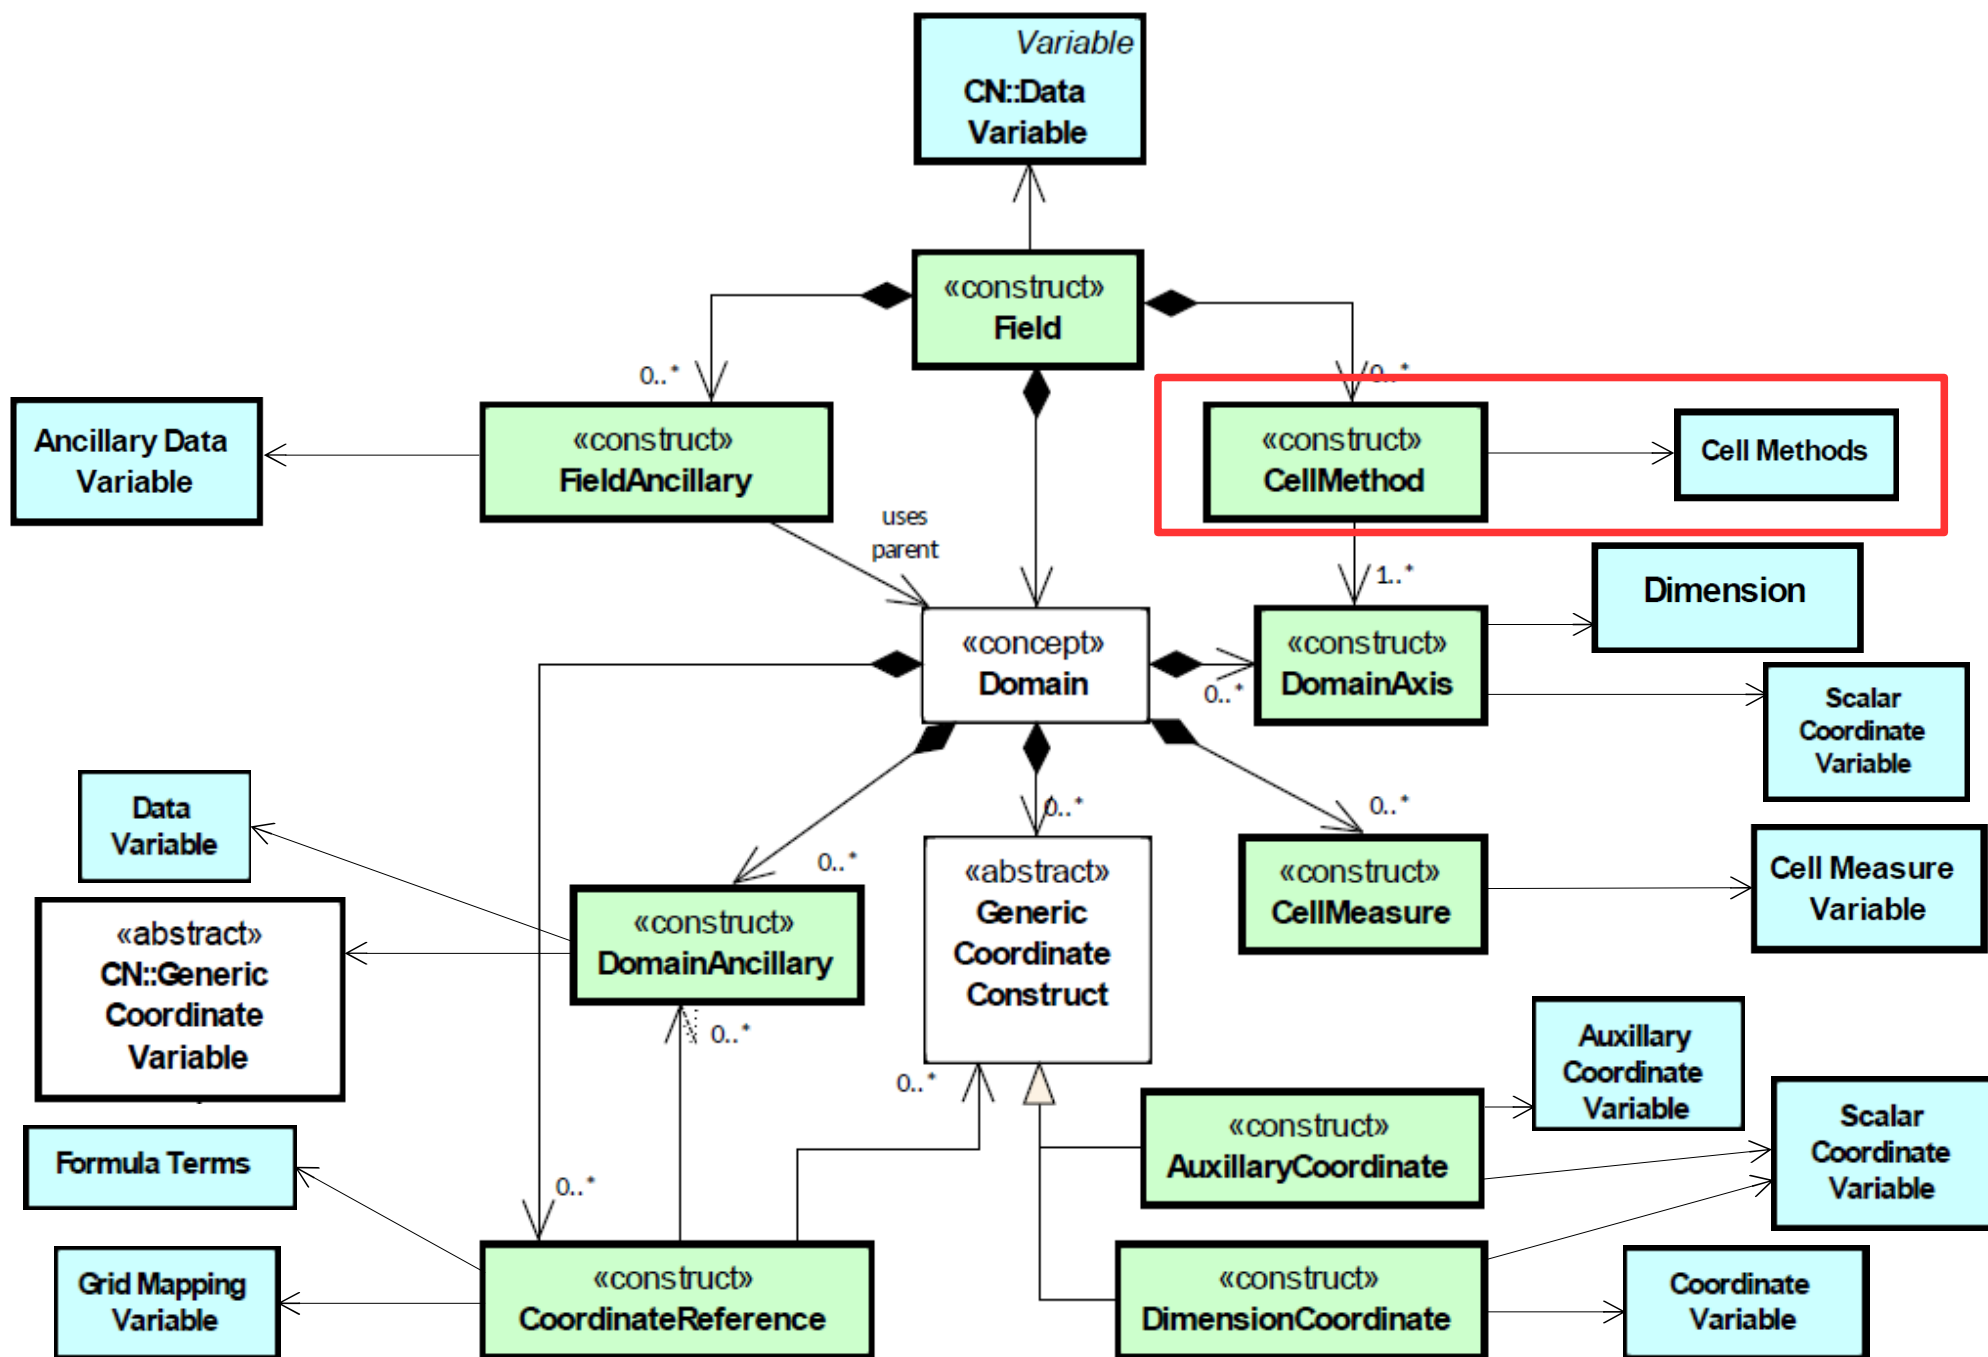 Variable
CN::Data
Variable
«construct»
Field
0..*
0..*
Ancillary Data
Variable
«construct»
FieldAncillary
«construct»
CellMethod
Cell Methods
uses
parent
1..*
Dimension
«concept»
Domain
0..*
«construct»
DomainAxis
Scalar
Coordinate
Variable
Data
Variable
0..*
0..*
0..*
«construct»
DomainAncillary
«abstract»
Generic
Coordinate
Construct
«construct»
CellMeasure
Cell Measure
Variable
«abstract»
CN::Generic
Coordinate
Variable
0..*
0..*
Auxillary
Coordinate
Variable
«construct»
AuxillaryCoordinate
Scalar
Coordinate
Variable
Formula Terms
0..*
Grid Mapping
Variable
«construct»
CoordinateReference
«construct»
DimensionCoordinate
Coordinate
Variable